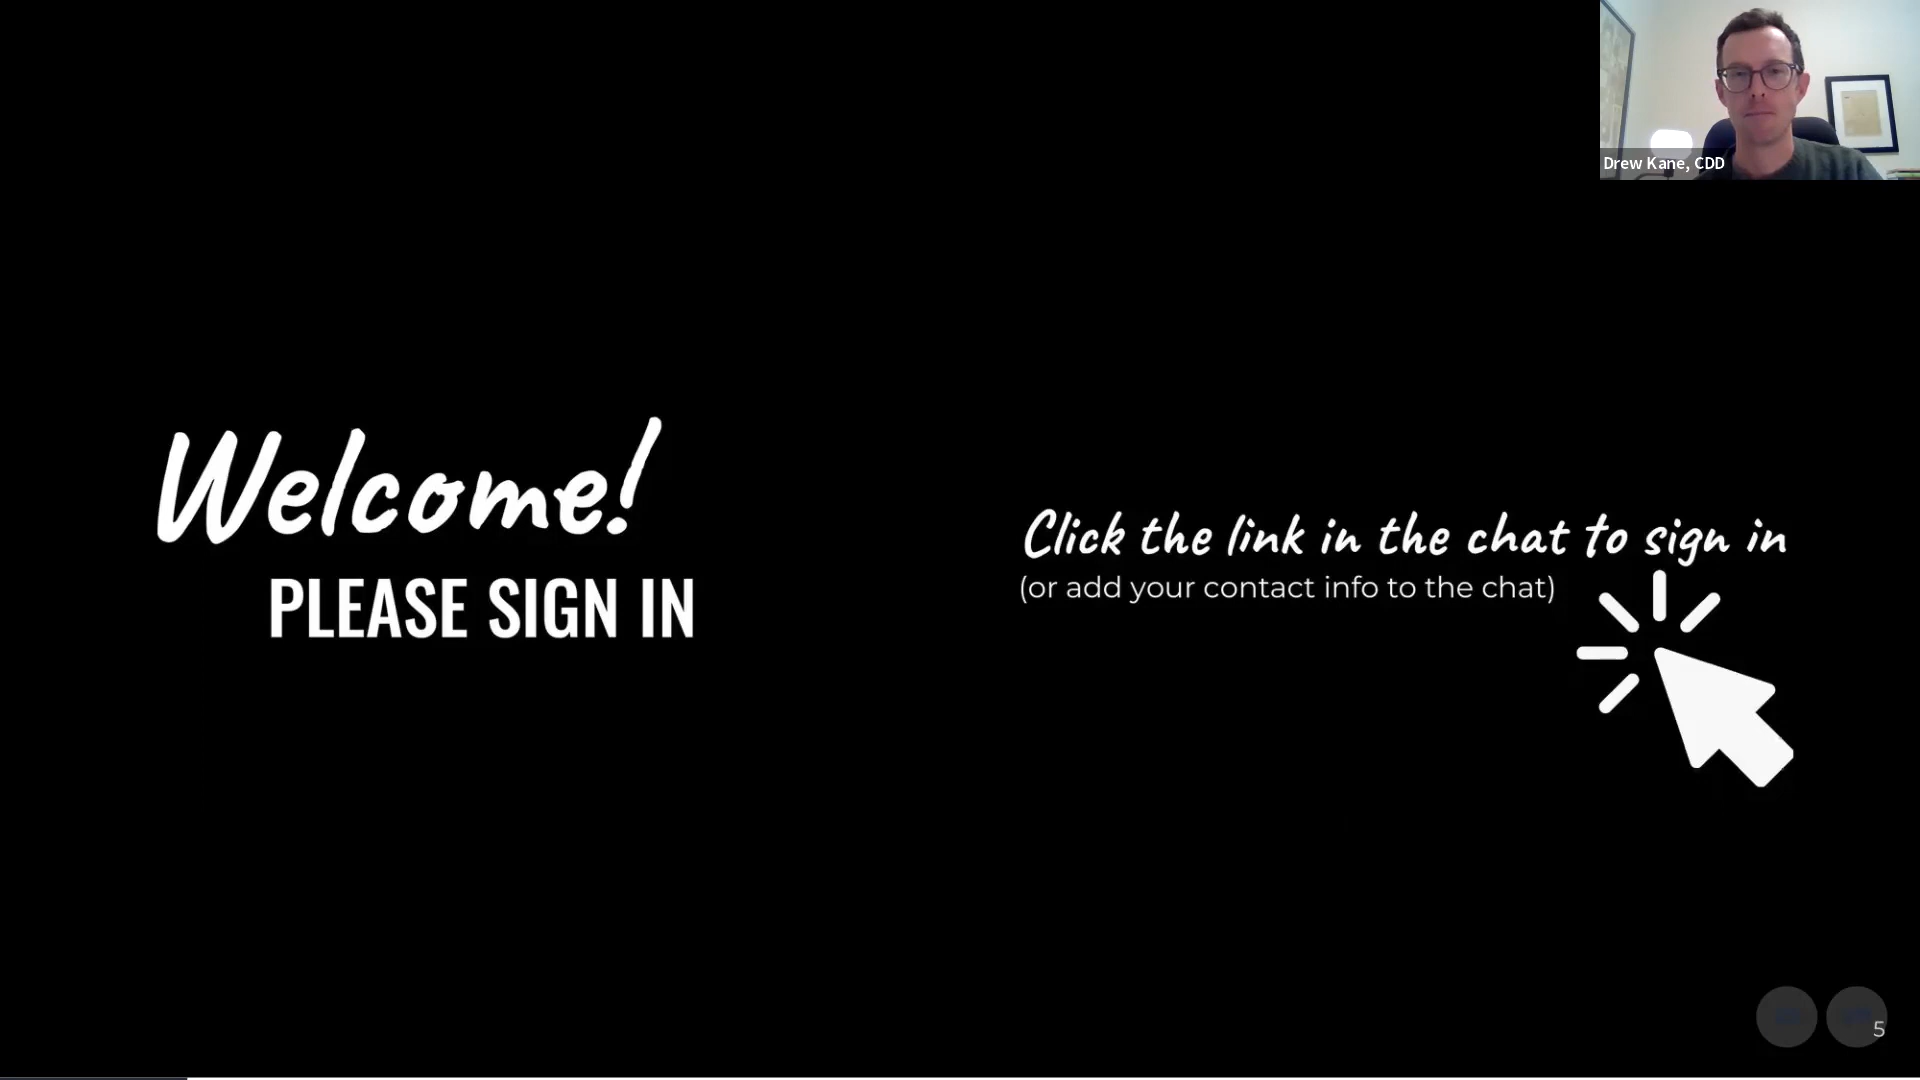 Drew Kane, CDD
Welcome!
PLEASE SIGN IN
Click the link in the chat to sign in
(or add your contact info to the chat)
5